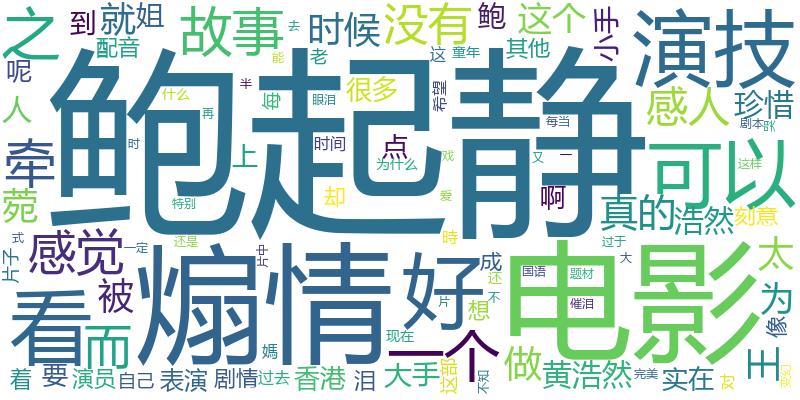 之 到 就 姐 故事 时候 没有 鲍 这个 小手 演技
呢 配音 去 老 这 童年 其他
人 什么 半 每 能 眼泪 很多 希望 感人 珍惜
鲍起静
牵 时 再 上 时间 点 戏 每当 剧本 班
菀 特别 却 为什么 爱 又 一 啊 可以 这样
感觉 还是 時 真的 浩然 刻意
片子 式 一定 片中 成 还 国语 题材 过于 大 太
看 被 煽情 好 想 不 催泪 电影 为 像
而 媽 现在 片 一个 做 王
着 要 演员 自己 表演 剧情 过去 香港 泪 大手 这部 不知 黄浩然 完美 实在 对 变幻